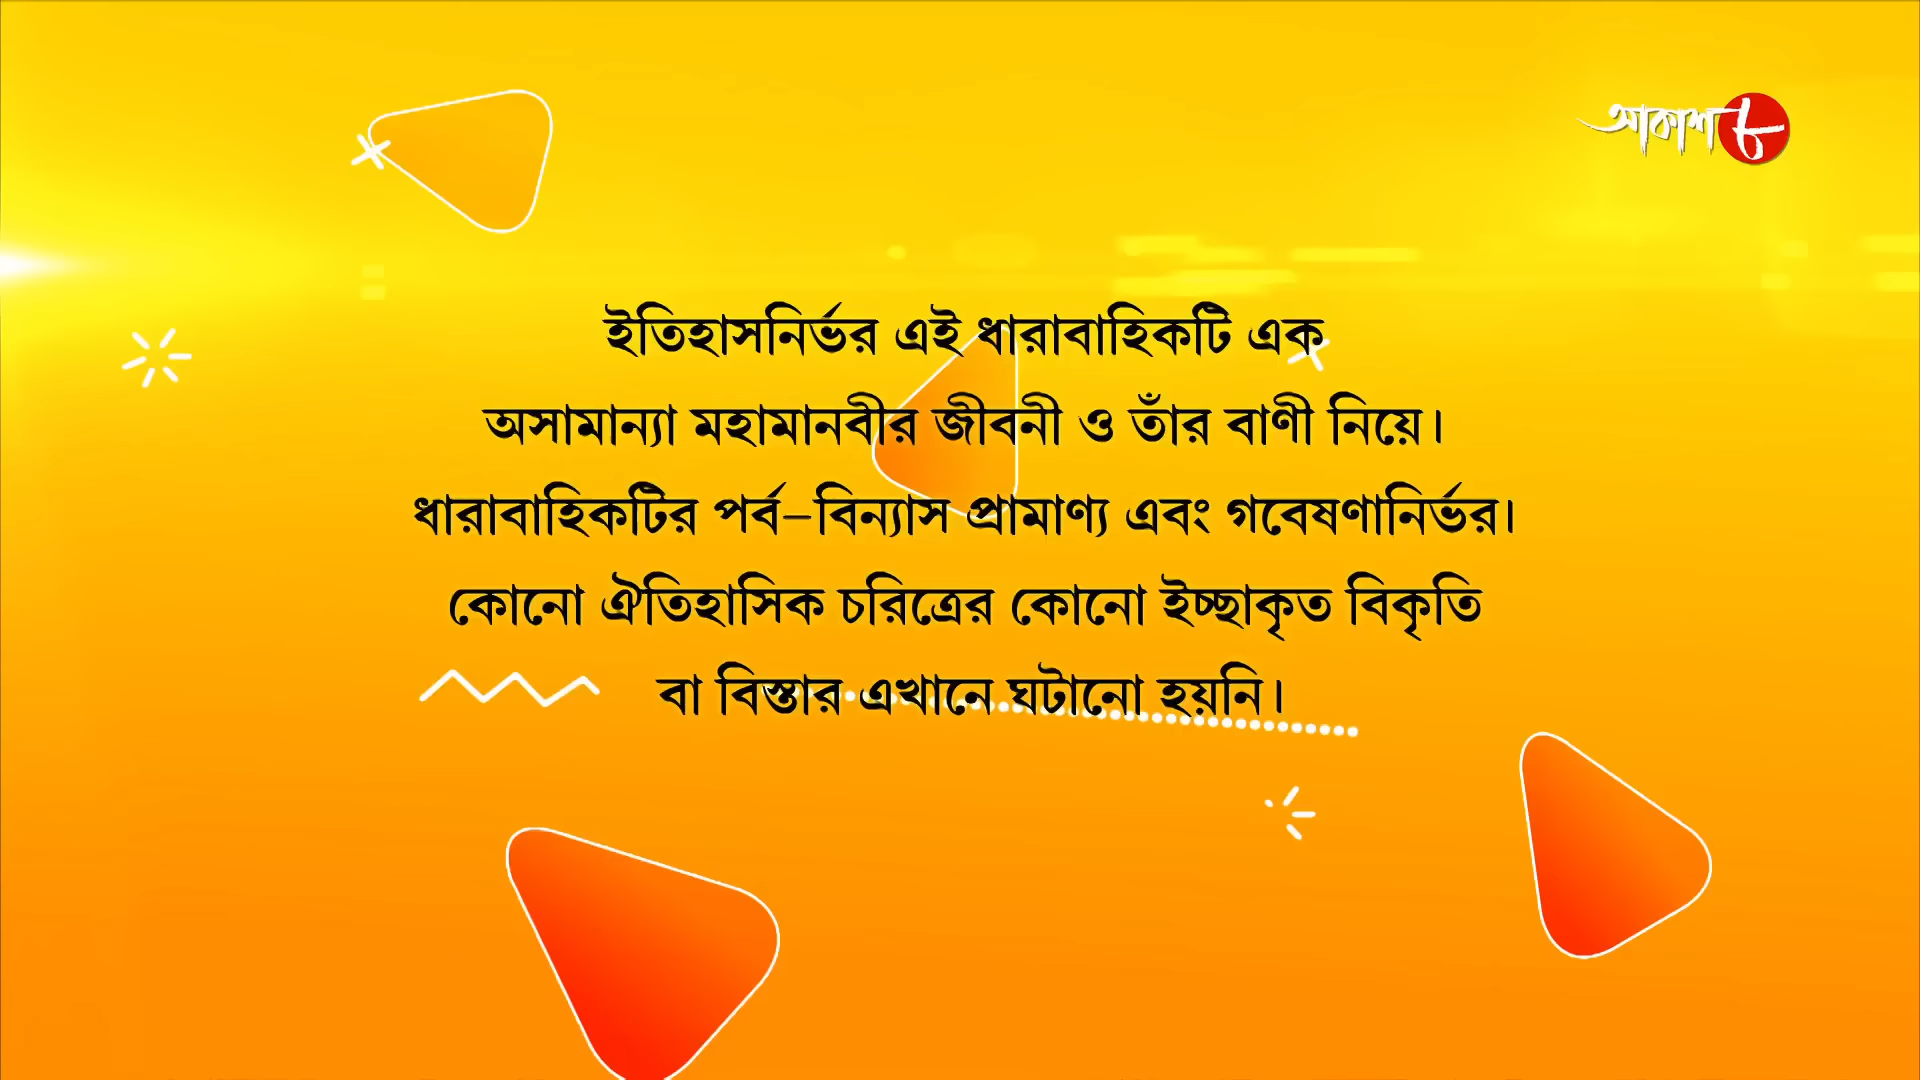 আকাশ ৮
ইতিহাসনির্ভর এই ধারাবাহিকটি এক
অসামান্যা মহামানবীর জীবনী ও তাঁর বাণী নিয়ে।
ধারাবাহিকটির পর্ব–বিন্যাস প্রামাণ্য এবং গবেষণানির্ভর।
কোনো ঐতিহাসিক চরিত্রের কোনো ইচ্ছাকৃত বিকৃতি
বা বিস্তার এখানে ঘটানো হয়নি।